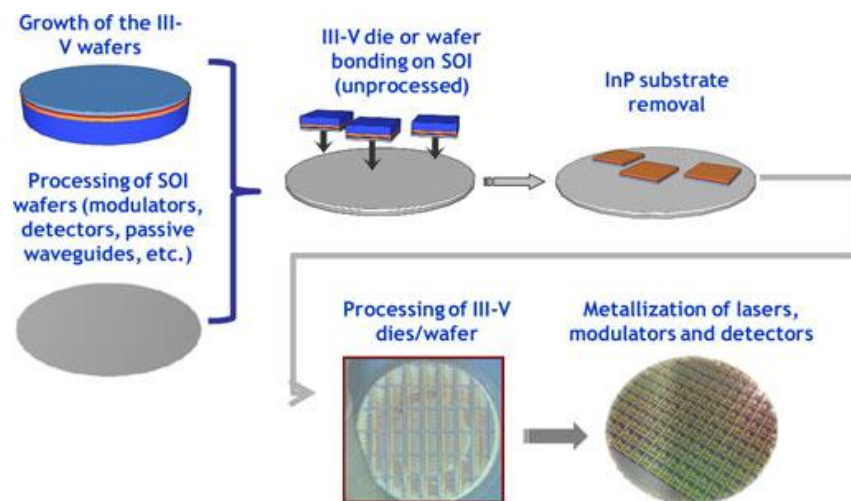 Growth of the III-
V wafers
Processing of SOI
wafers (modulators,
detectors, passive
waveguides, etc.)
III-V die or wafer
bonding on SOI
(unprocessed)
InP substrate
removal
Processing of III-V
dies/wafer
Metallization of lasers,
modulators and detectors